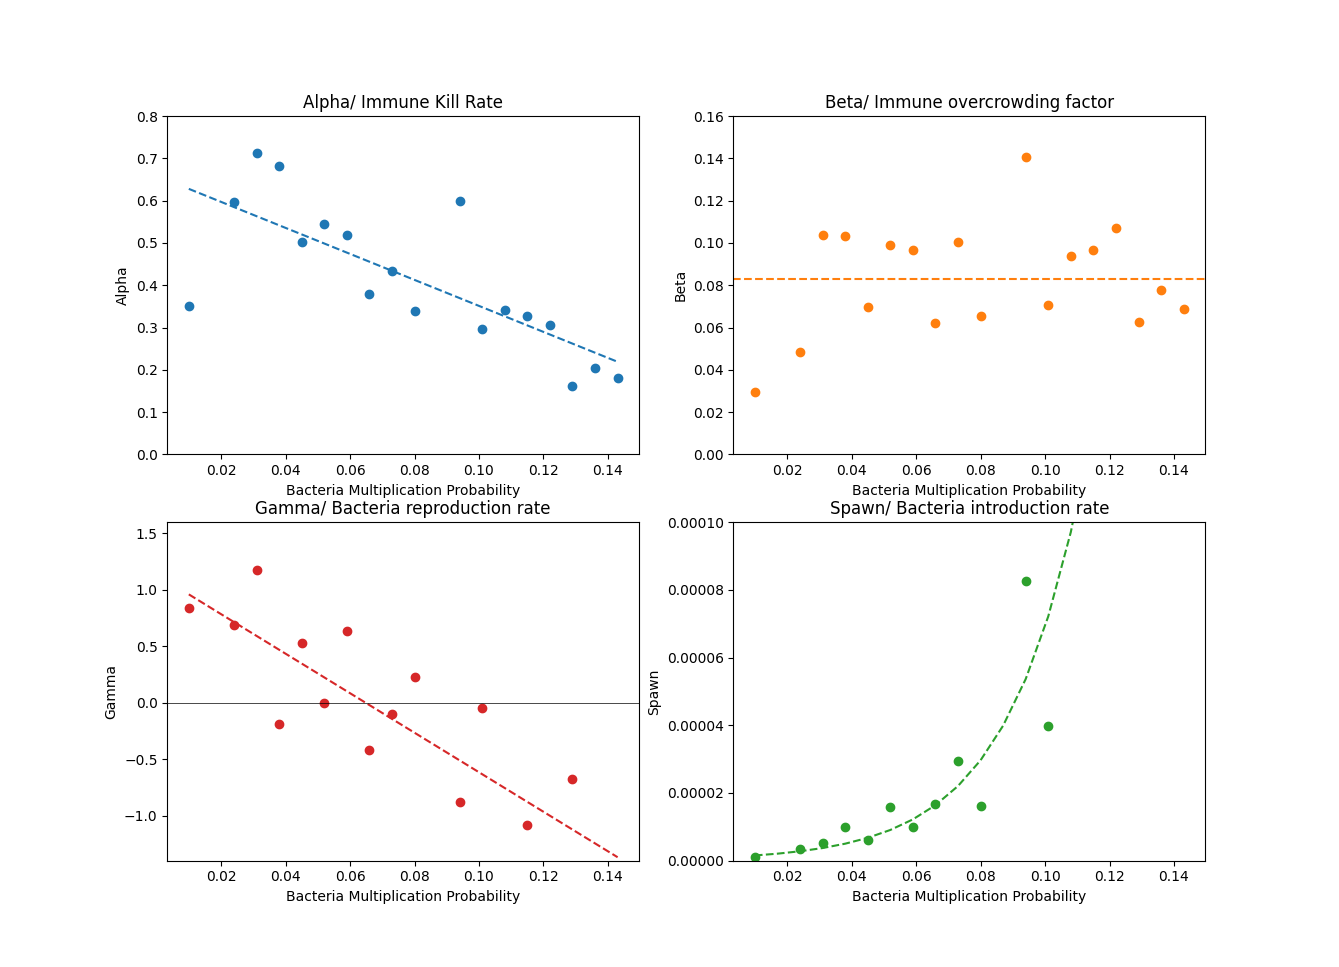 Alpha/ Immune Kill Rate
0.8
0.7
0.6
0.5
0.4
0.3
0.2
0.1
0.0
Alpha
0.02 0.04 0.06 0.08 0.10 0.12 0.14
Bacteria Multiplication Probability
Beta/ Immune overcrowding factor
0.16
0.14
0.12
0.10
0.08
0.06
0.04
0.02
0.00
Beta
0.02 0.04 0.06 0.08 0.10 0.12 0.14
Bacteria Multiplication Probability
Gamma/ Bacteria reproduction rate
1.5
1.0
0.5
0.0
−0.5
−1.0
Gamma
0.02 0.04 0.06 0.08 0.10 0.12 0.14
Bacteria Multiplication Probability
Spawn/ Bacteria introduction rate
0.00010
0.00008
0.00006
0.00004
0.00002
0.00000
Spawn
0.02 0.04 0.06 0.08 0.10 0.12 0.14
Bacteria Multiplication Probability